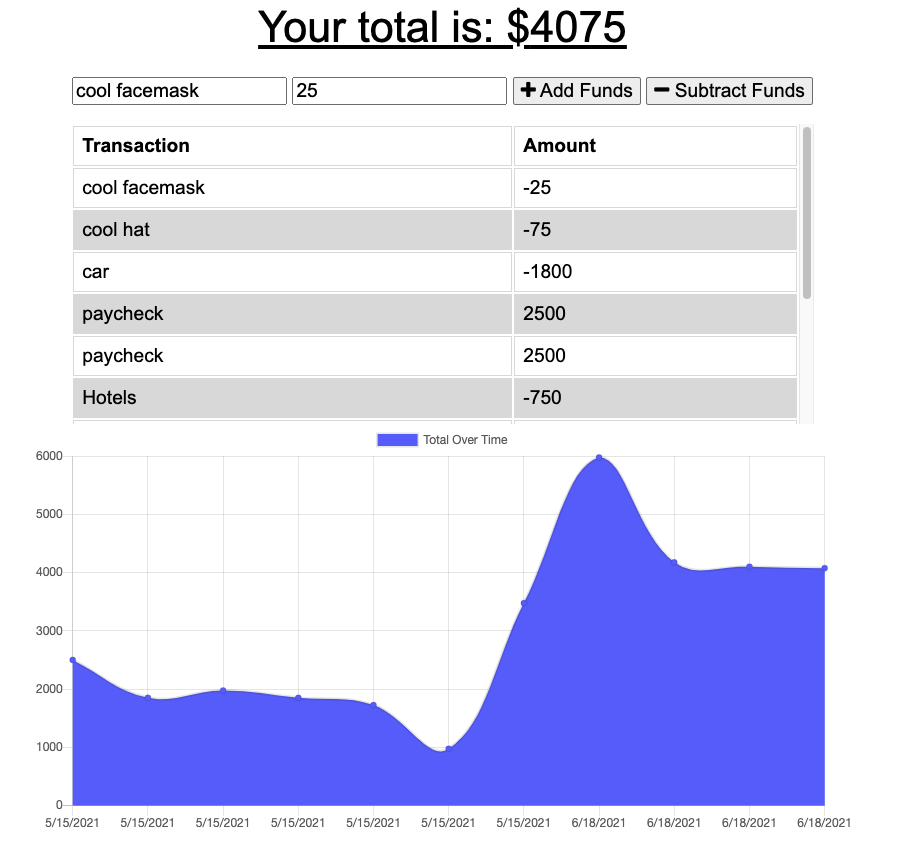 Your total is: $4075
cool facemask 25 Add Funds Subtract Funds
Transaction Amount
cool facemask -25
cool hat -75
car -1800
paycheck 2500
paycheck 2500
Hotels -750
Total Over Time
6000
5000
4000
3000
2000
1000
0
5/15/2021 5/15/2021 5/15/2021 5/15/2021 5/15/2021 5/15/2021 5/15/2021 6/18/2021 6/18/2021 6/18/2021 6/18/2021